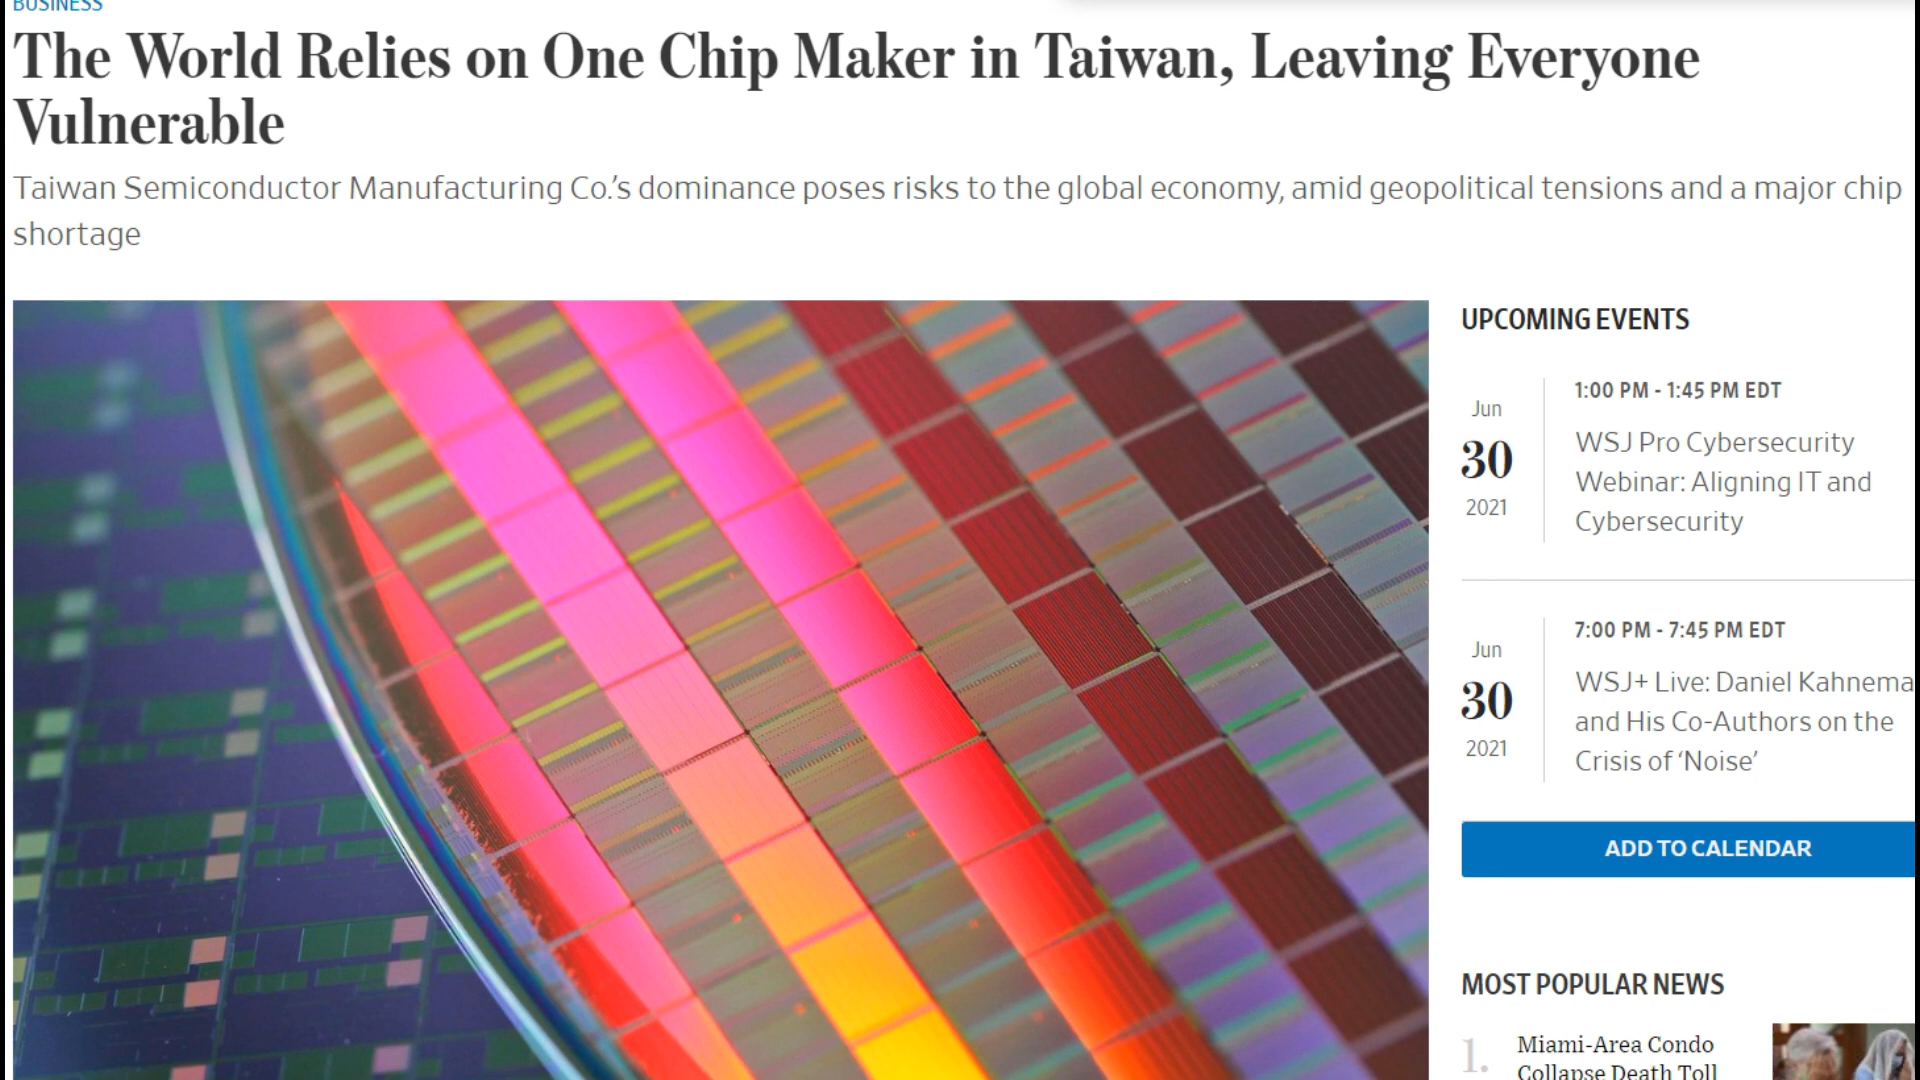 BUSINESS
The World Relies on One Chip Maker in Taiwan, Leaving Everyone
Vulnerable
Taiwan Semiconductor Manufacturing Co.’s dominance poses risks to the global economy, amid geopolitical tensions and a major chip
shortage
UPCOMING EVENTS
Jun
30
2021
1:00 PM - 1:45 PM EDT
WSJ Pro Cybersecurity
Webinar: Aligning IT and
Cybersecurity
Jun
30
2021
7:00 PM - 7:45 PM EDT
WSJ+ Live: Daniel Kahnema
and His Co-Authors on the
Crisis of ‘Noise’
ADD TO CALENDAR
MOST POPULAR NEWS
1.
Miami-Area Condo
Collapse Death Toll